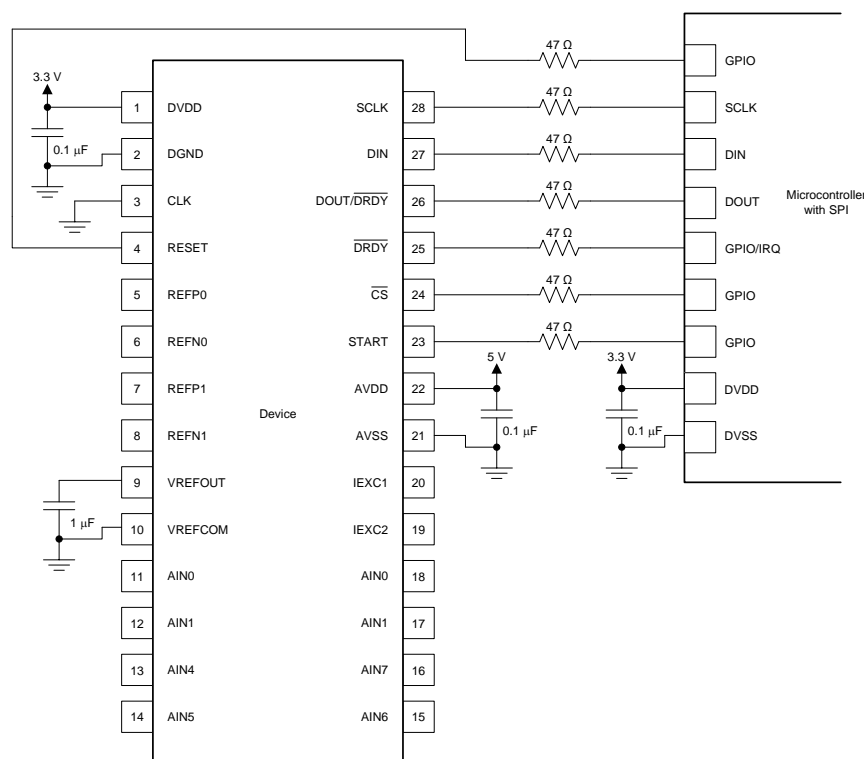 47 Ω
GPIO
3.3 V
47 Ω
1 DVDD SCLK 28
SCLK
0.1 μF
47 Ω
2 DGND DIN 27
DIN
47 Ω
3 CLK DOUT/DRDY 26
DOUT
Microcontroller
with SPI
47 Ω
4 RESET DRDY 25
GPIO/IRQ
47 Ω
5 REFP0 CS 24
GPIO
47 Ω
6 REFN0 START 23
GPIO
5 V
3.3 V
7 REFP1 AVDD 22
DVDD
Device
0.1 μF
0.1 μF
8 REFN1 AVSS 21
DVSS
9 VREFOUT IEXC1 20
1 μF
10 VREFCOM IEXC2 19
11 AIN0 AIN0 18
12 AIN1 AIN1 17
13 AIN4 AIN7 16
14 AIN5 AIN6 15